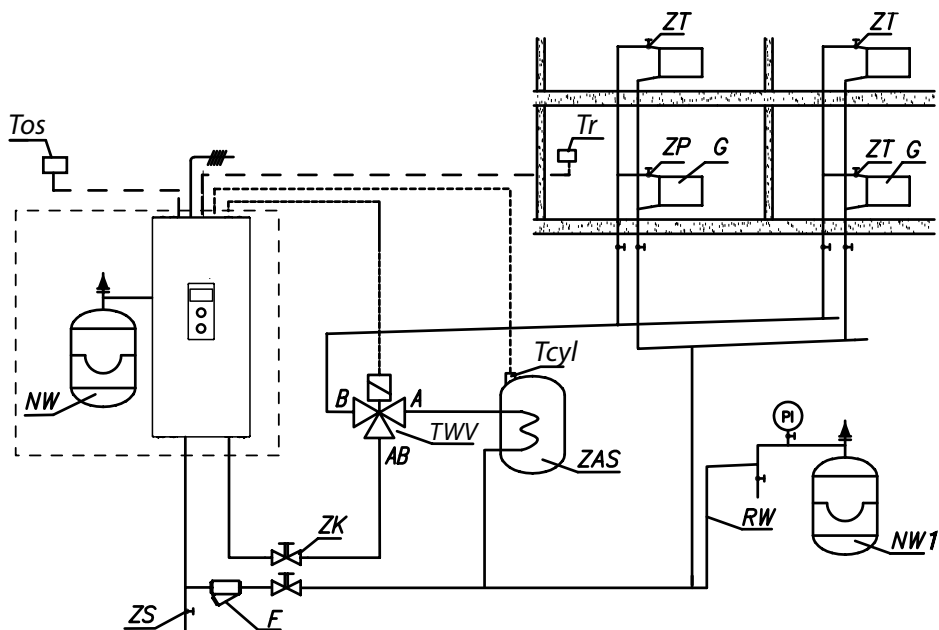 ZT ZT
Tos Tr ZP G ZT G
Tcyl
NW B A TWV PI
AB ZAS
ZK RW NW1
ZS F